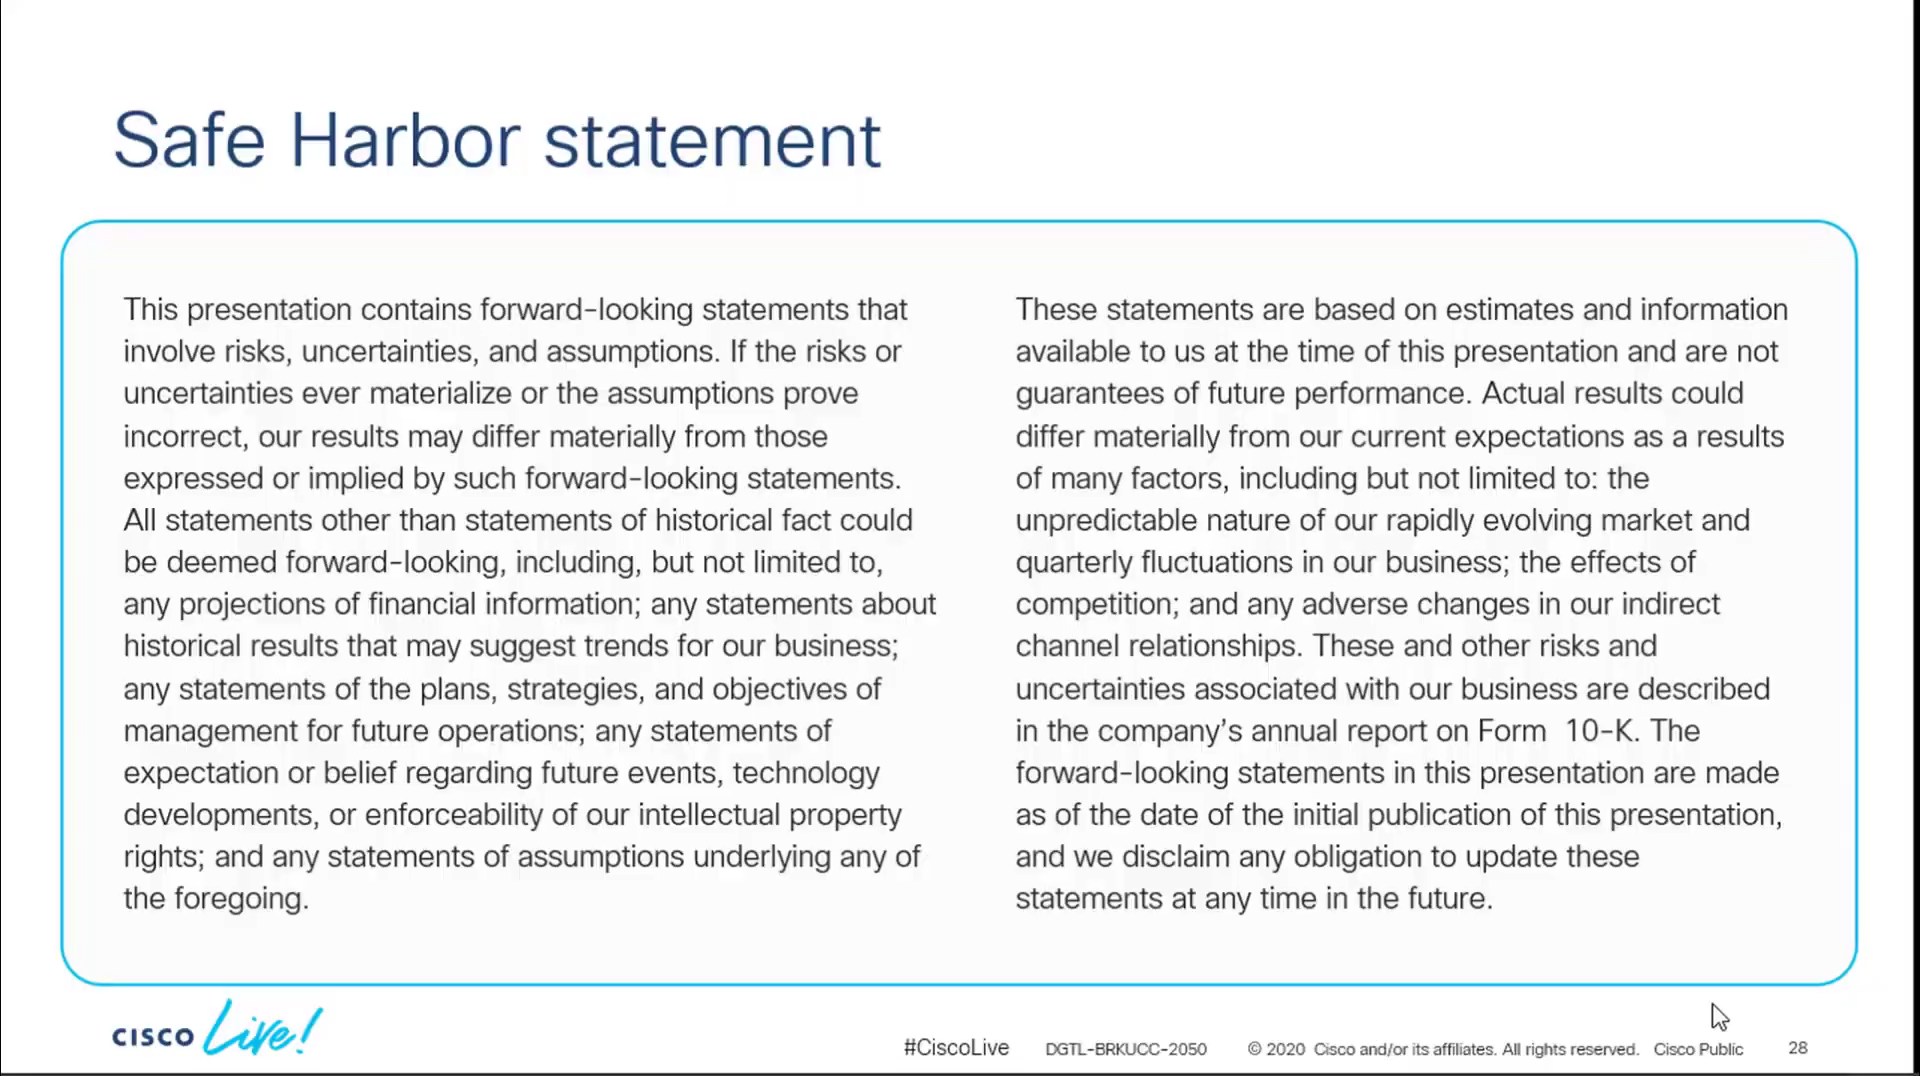 Safe Harbor statement
This presentation contains forward-looking statements that
involve risks, uncertainties, and assumptions. If the risks or
uncertainties ever materialize or the assumptions prove
incorrect, our results may differ materially from those
expressed or implied by such forward-looking statements.
All statements other than statements of historical fact could
be deemed forward-looking, including, but not limited to,
any projections of financial information; any statements about
historical results that may suggest trends for our business;
any statements of the plans, strategies, and objectives of
management for future operations; any statements of
expectation or belief regarding future events, technology
developments, or enforceability of our intellectual property
rights; and any statements of assumptions underlying any of
the foregoing.
These statements are based on estimates and information
available to us at the time of this presentation and are not
guarantees of future performance. Actual results could
differ materially from our current expectations as a results
of many factors, including but not limited to: the
unpredictable nature of our rapidly evolving market and
quarterly fluctuations in our business; the effects of
competition; and any adverse changes in our indirect
channel relationships. These and other risks and
uncertainties associated with our business are described
in the company’s annual report on Form 10-K. The
forward-looking statements in this presentation are made
as of the date of the initial publication of this presentation,
and we disclaim any obligation to update these
statements at any time in the future.
CISCO Live!
#CiscoLive DGTL-BRKUCC-2050 © 2020 Cisco and/or its affiliates. All rights reserved. Cisco Public 28